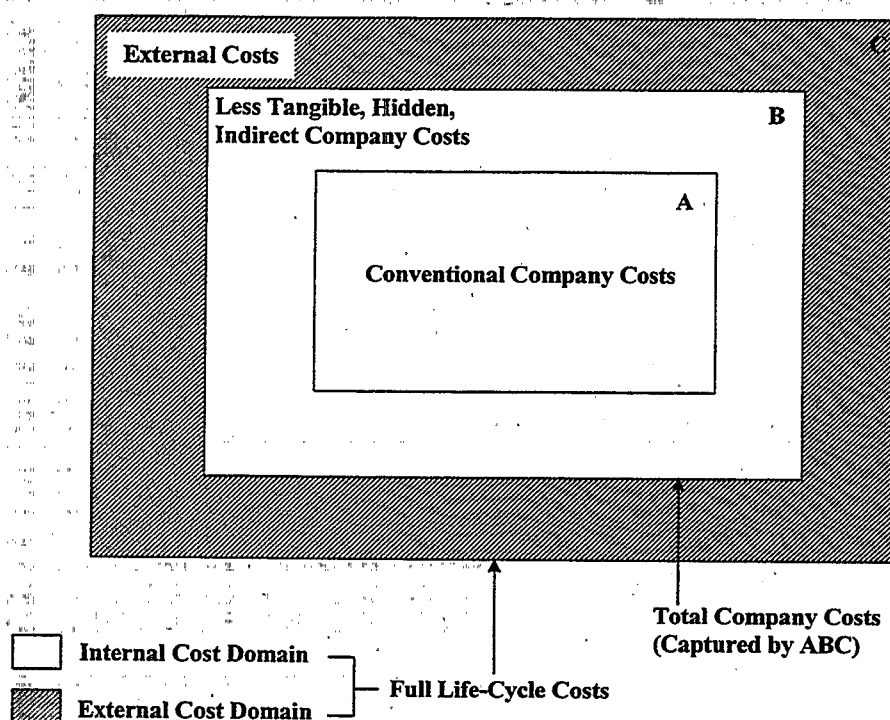 C
External Costs
Less Tangible, Hidden,
Indirect Company Costs
B
A
Conventional Company Costs
Total Company Costs
(Captured by ABC)
Internal Cost Domain
Full Life-Cycle Costs
External Cost Domain